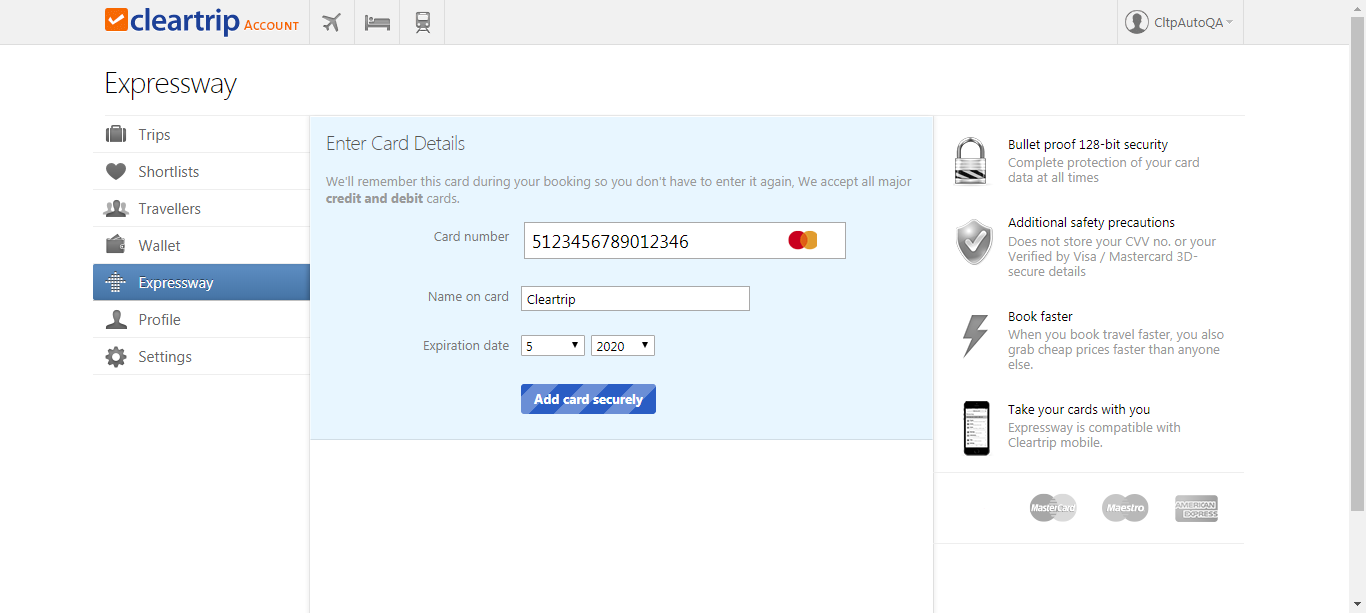 cleartrip ACCOUNT
CltpAutoQA
Expressway
Trips
Shortlists
Travellers
Wallet
Expressway
Profile
Settings
Enter Card Details
We'll remember this card during your booking so you don't have to enter it again, We accept all major
credit and debit cards.
Card number 5123456789012346
Name on card Cleartrip
Expiration date 5 2020
Add card securely
Bullet proof 128-bit security
Complete protection of your card
data at all times
Additional safety precautions
Does not store your CVV no. or your
Verified by Visa / Mastercard 3D-
secure details
Book faster
When you book travel faster, you also
grab cheap prices faster than anyone
else.
Take your cards with you
Expressway is compatible with
Cleartrip mobile.
MasterCard Maestro AMERICAN
EXPRESS